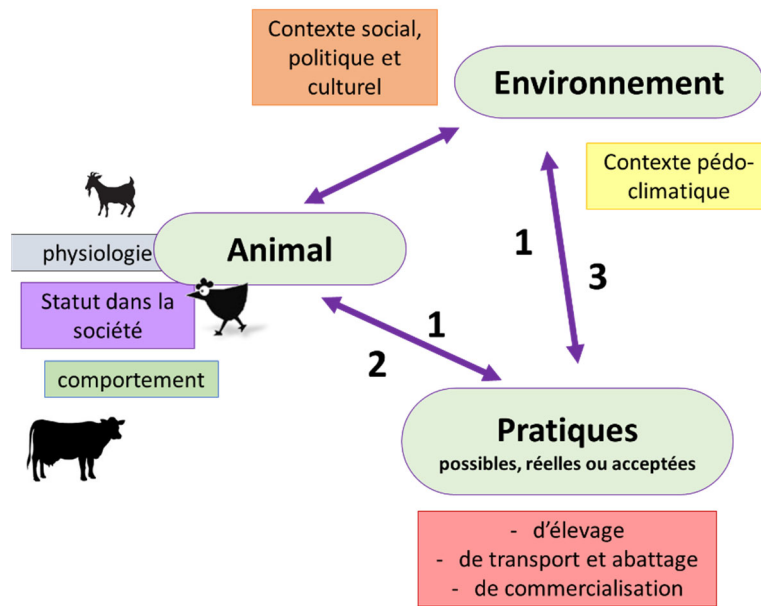 Contexte social,
politique et
culturel
Environnement
Contexte pédo-
climatique
physiologie
Animal
Statut dans la
société
comportement
1
3
1
2
Pratiques
possibles, réelles ou acceptées
- d'élevage
- de transport et abattage
- de commercialisation